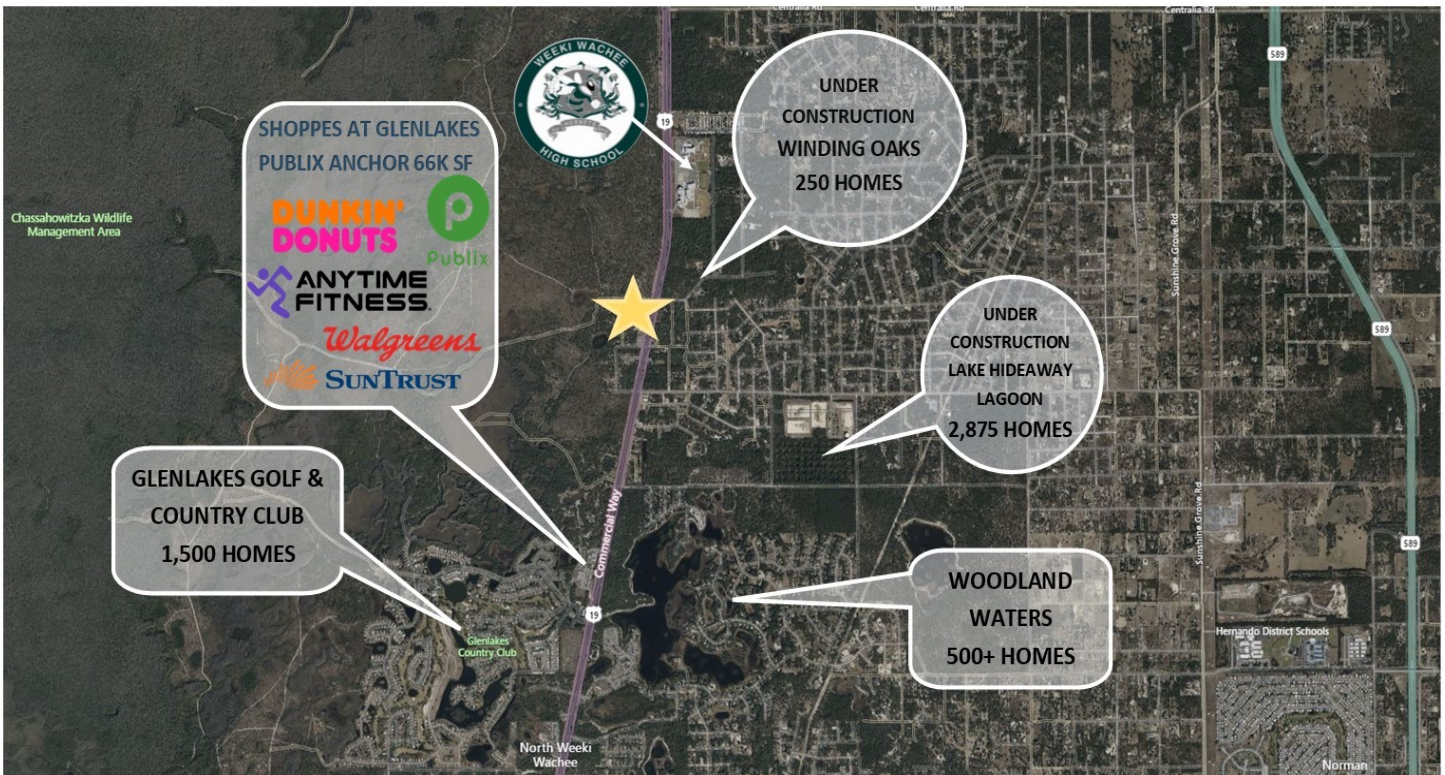 Centralia Rd
Centralia Rd
Centralia Rd
589
WEEKI WACHEE
HIGH SCHOOL
19
UNDER
CONSTRUCTION
WINDING OAKS
250 HOMES
SHOPPES AT GLENLAKES
PUBLIX ANCHOR 66K SF
DUNKIN'
DONUTS
Publix
ANYTIME
FITNESS
Walgreens
SUNTRUST
Chassahowitzka Wildlife
Management Area
Sunshine Grove Rd
UNDER
CONSTRUCTION
LAKE HIDEAWAY
LAGOON
2,875 HOMES
589
GLENLAKES GOLF &
COUNTRY CLUB
1,500 HOMES
Commercial Way
Sunshine Grove Rd
589
WOODLAND
WATERS
500+ HOMES
19
Glenlakes
Country Club
Hernando District Schools
North Weeki
Wachee
Norman